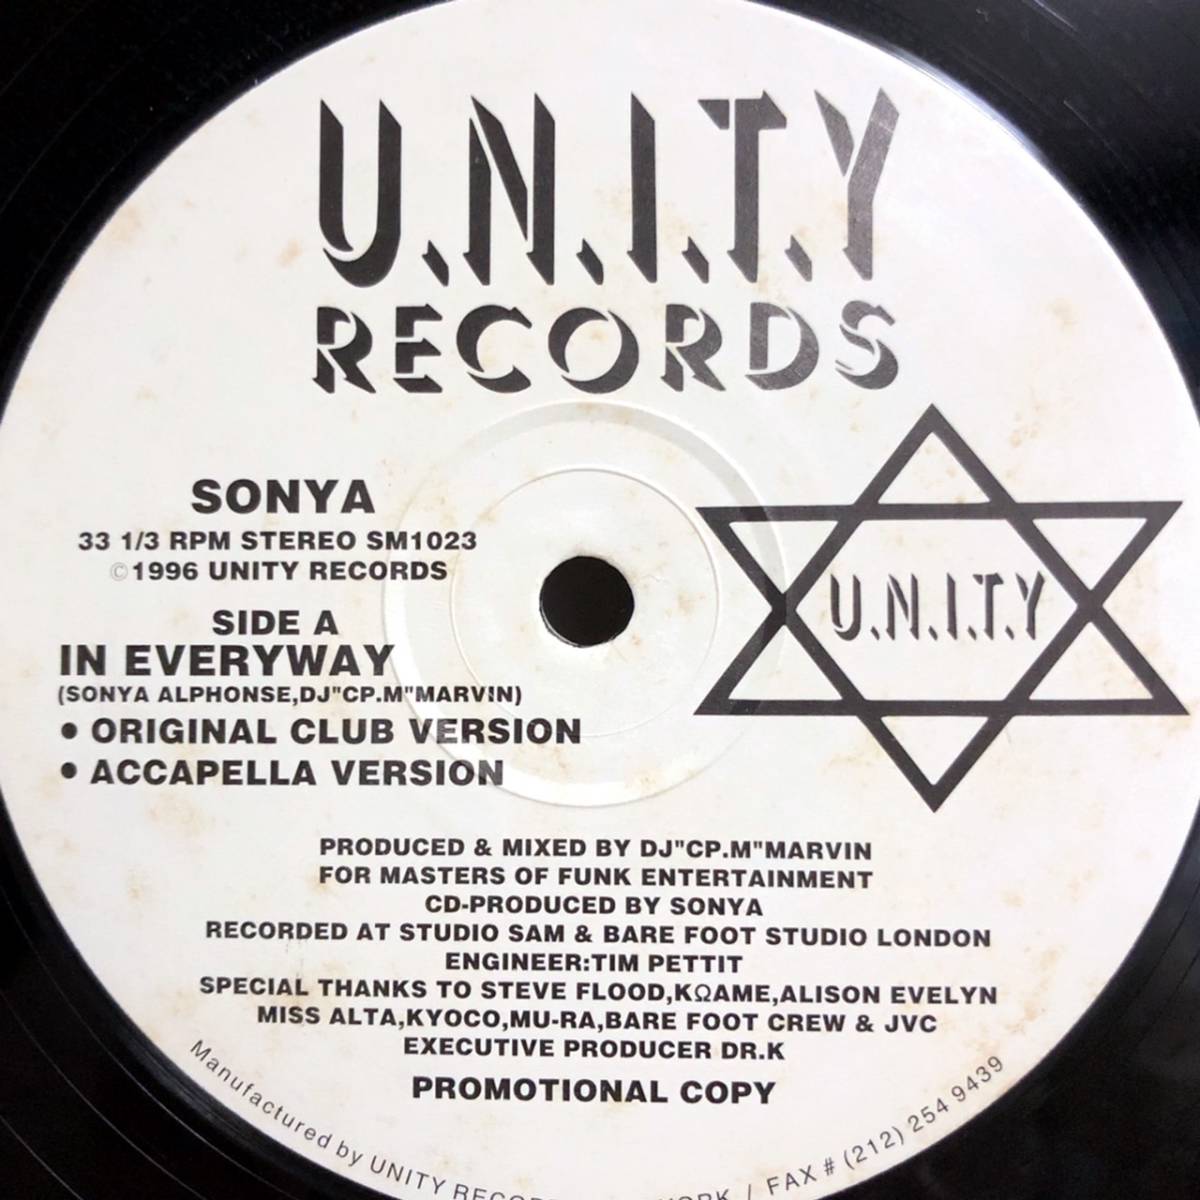 U.N.I.T.Y
RECORDS
SONYA
33 1/3 RPM STEREO SM1023
©1996 UNITY RECORDS
SIDE A
IN EVERYWAY
(SONYA ALPHONSE,DJ"CP.M"MARVIN)
• ORIGINAL CLUB VERSION
• ACCAPELLA VERSION
U.N.I.T.Y
PRODUCED & MIXED BY DJ"CP.M"MARVIN
FOR MASTERS OF FUNK ENTERTAINMENT
CD-PRODUCED BY SONYA
RECORDED AT STUDIO SAM & BARE FOOT STUDIO LONDON
ENGINEER:TIM PETTIT
SPECIAL THANKS TO STEVE FLOOD,KΩAME,ALISON EVELYN
MISS ALTA,KYOCO,MU-RA,BARE FOOT CREW & JVC
EXECUTIVE PRODUCER DR.K
PROMOTIONAL COPY
Manufactured by UNITY / FAX # (212) 254 9439